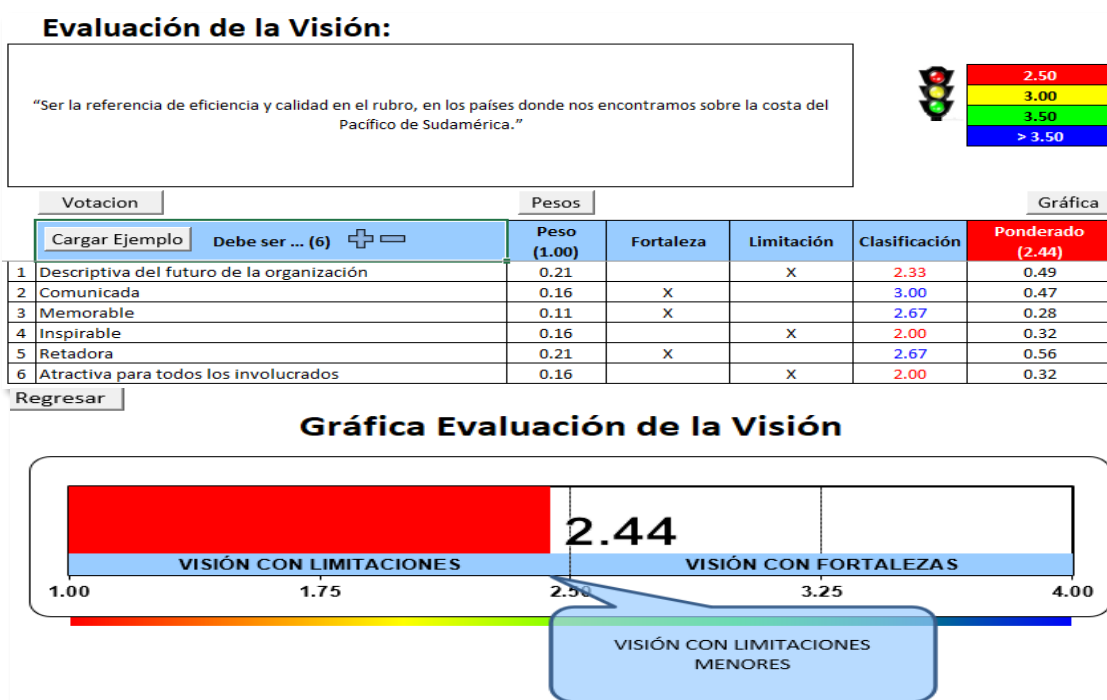 Evaluación de la Visión:
“Ser la referencia de eficiencia y calidad en el rubro, en los países donde nos encontramos sobre la costa del
Pacífico de Sudamérica.”
2.50
3.00
3.50
> 3.50
Votacion Pesos Gráfica
Cargar Ejemplo Debe ser ... (6) Peso (1.00) Fortaleza Limitación Clasificación Ponderado (2.44)
1 Descriptiva del futuro de la organización 0.21 X 2.33 0.49
2 Comunicada 0.16 X 3.00 0.47
3 Memorable 0.11 X 2.67 0.28
4 Inspirable 0.16 X 2.00 0.32
5 Retadora 0.21 X 2.67 0.56
6 Atractiva para todos los involucrados 0.16 X 2.00 0.32
Regresar
Gráfica Evaluación de la Visión
2.44
VISIÓN CON LIMITACIONES VISIÓN CON FORTALEZAS
1.00 1.75 2.50 3.25 4.00
VISIÓN CON LIMITACIONES
MENORES